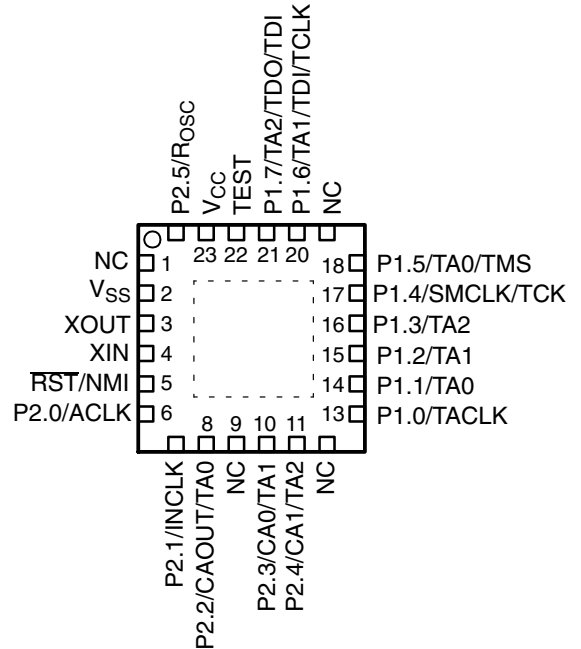 P2.5/ROSC
VCC
TEST
P1.7/TA2/TDO/TDI
P1.6/TA1/TDI/TCLK
NC
23 22 21 20
NC 1
VSS 2
XOUT 3
XIN 4
RST/NMI 5
P2.0/ACLK 6
18 P1.5/TA0/TMS
17 P1.4/SMCLK/TCK
16 P1.3/TA2
15 P1.2/TA1
14 P1.1/TA0
13 P1.0/TACLK
8 9 10 11
P2.1/INCLK
P2.2/CAOUT/TA0
NC
P2.3/CA0/TA1
P2.4/CA1/TA2
NC